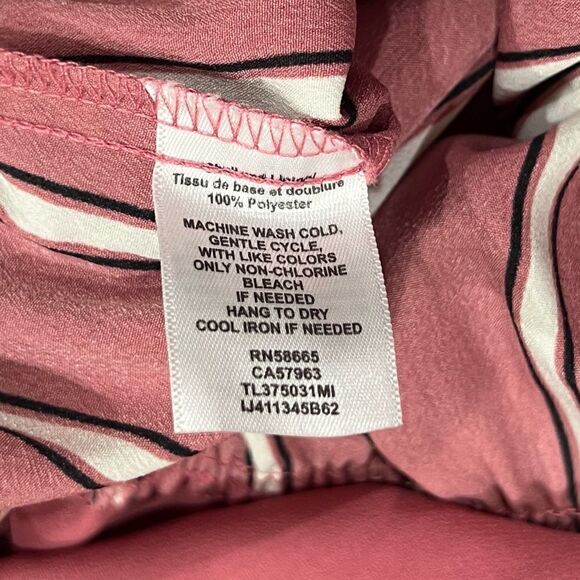 Tissu de base et doublure
100% Polyester
MACHINE WASH COLD,
GENTLE CYCLE,
WITH LIKE COLORS
ONLY NON-CHLORINE
BLEACH
IF NEEDED
HANG TO DRY
COOL IRON IF NEEDED
RN58665
CA57963
TL375031MI
IJ411345B62